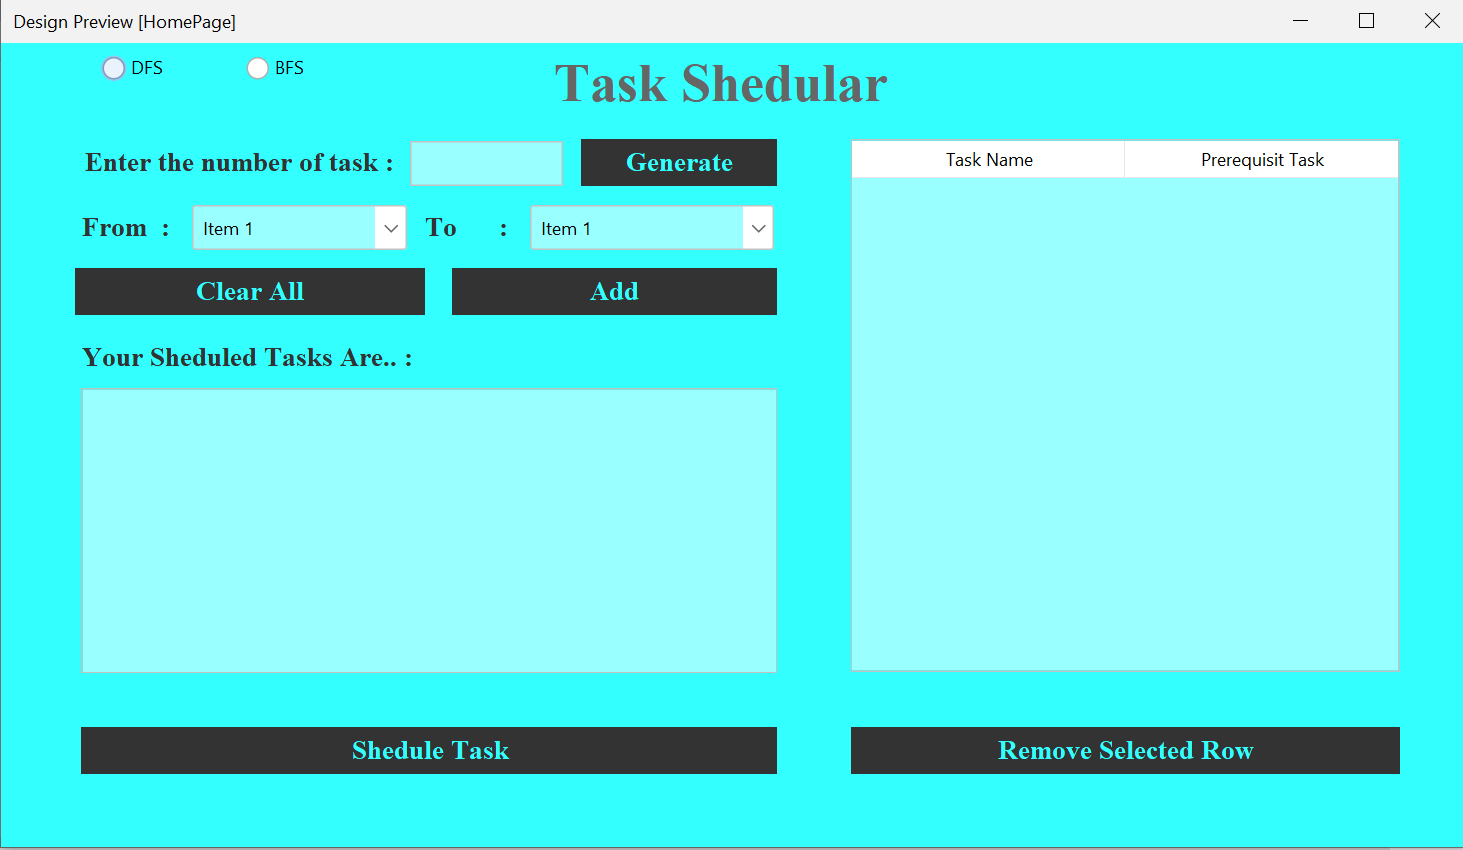 Design Preview [HomePage]
DFS
BFS
Task Shedular
Enter the number of task :
Generate
From :
Item 1
To :
Item 1
Clear All
Add
Your Sheduled Tasks Are.. :
Shedule Task
Task Name
Prerequisit Task
Remove Selected Row